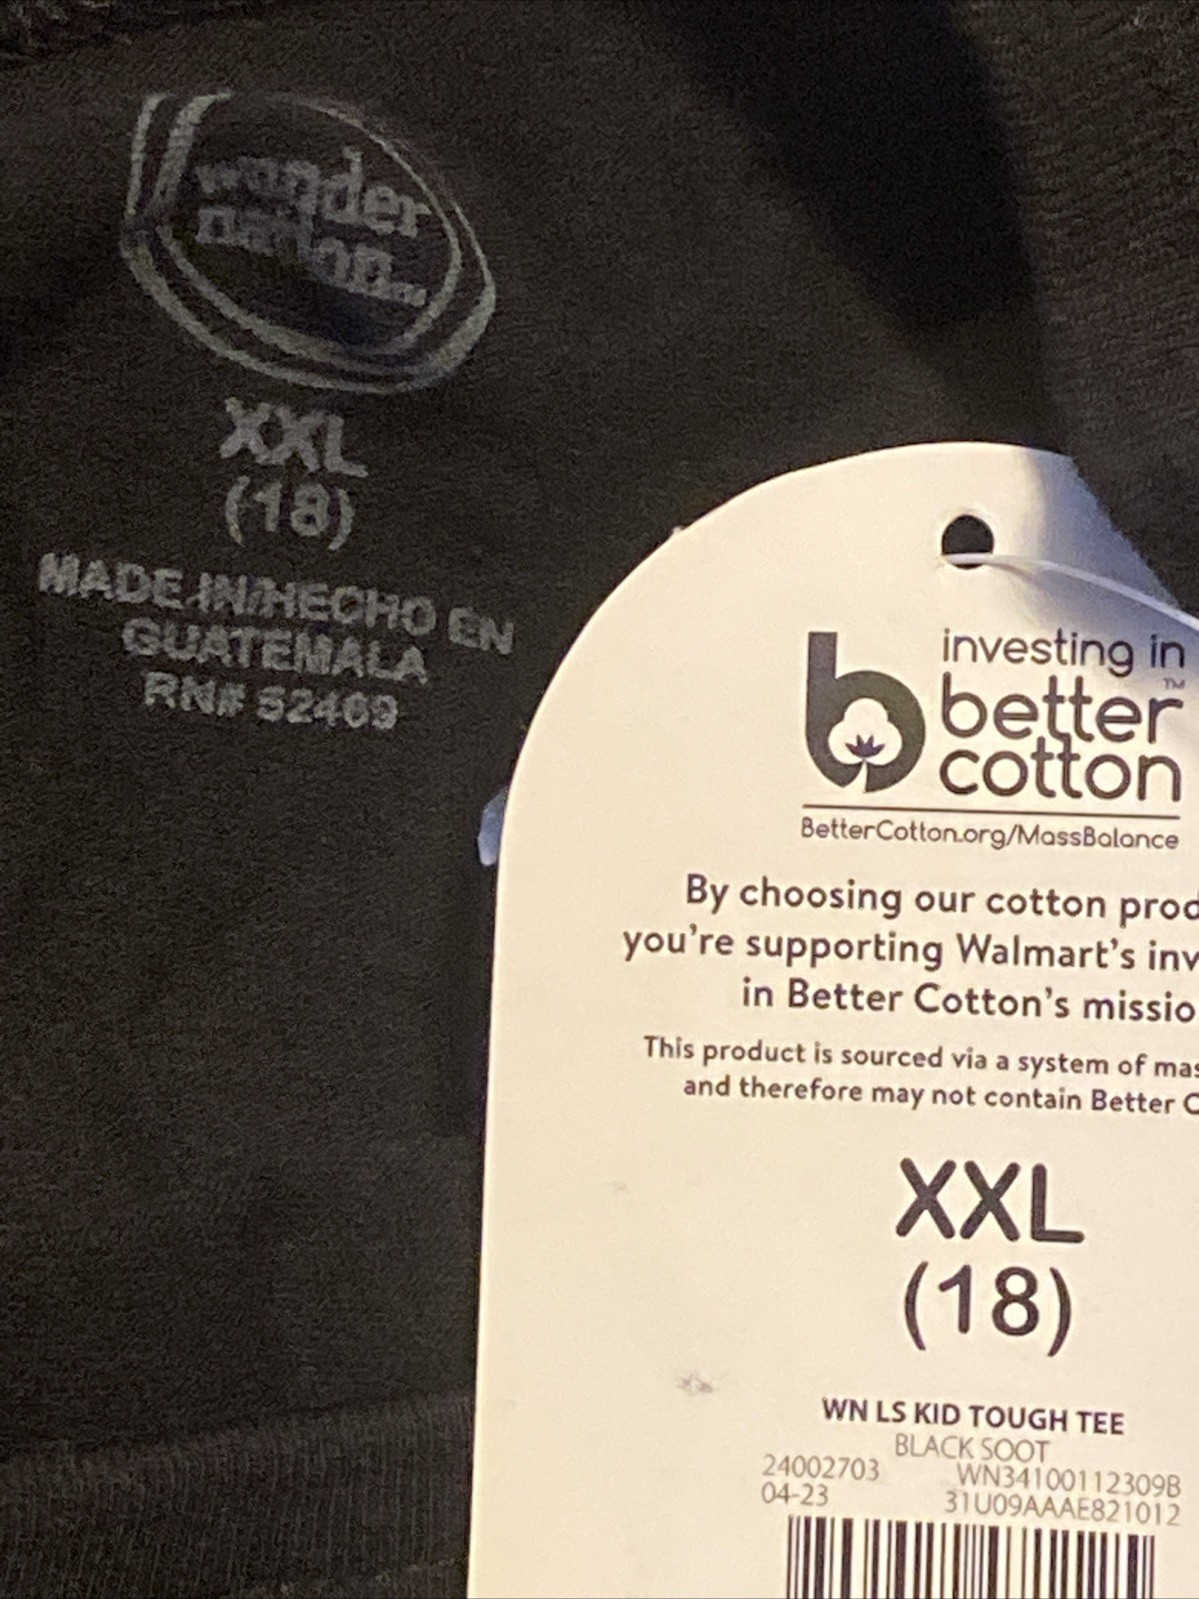 wander
nation™
XXL
(18)
MADE IN/HECHO EN
GUATEMALA
RN# 52469
investing in
better™
cotton
BetterCotton.org/MassBalance
By choosing our cotton prod
you're supporting Walmart's inv
in Better Cotton's missio
This product is sourced via a system of mas
and therefore may not contain Better C
XXL
(18)
WN LS KID TOUGH TEE
BLACK SOOT
24002703 WN34100112309B
04-23 31U09AAAE821012